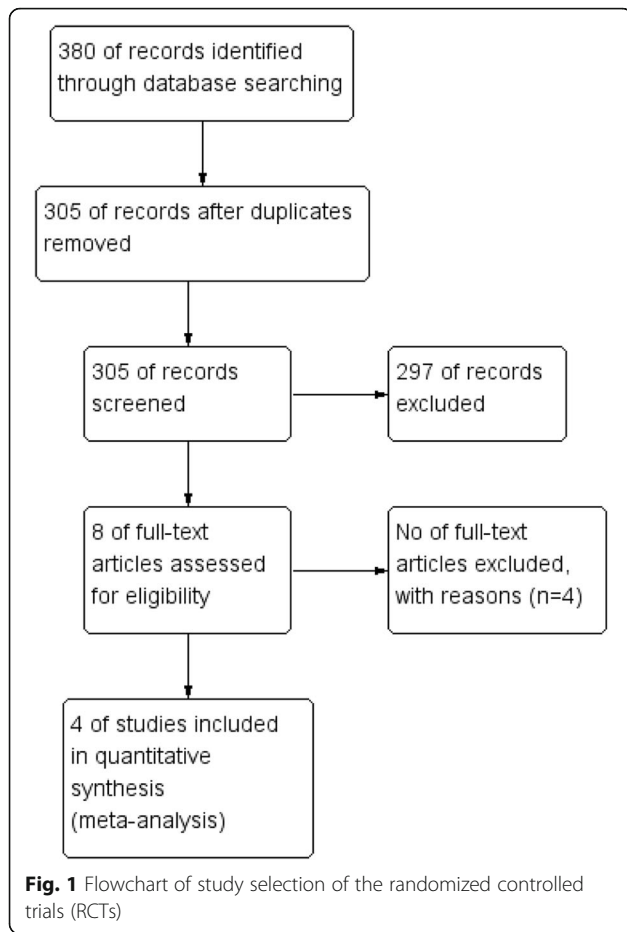 380 of records identified
through database searching
305 of records after duplicates
removed
305 of records
screened
297 of records
excluded
8 of full-text
articles assessed
for eligibility
No of full-text
articles excluded,
with reasons (n=4)
4 of studies included
in quantitative
synthesis
(meta-analysis)
Fig. 1 Flowchart of study selection of the randomized controlled
trials (RCTs)